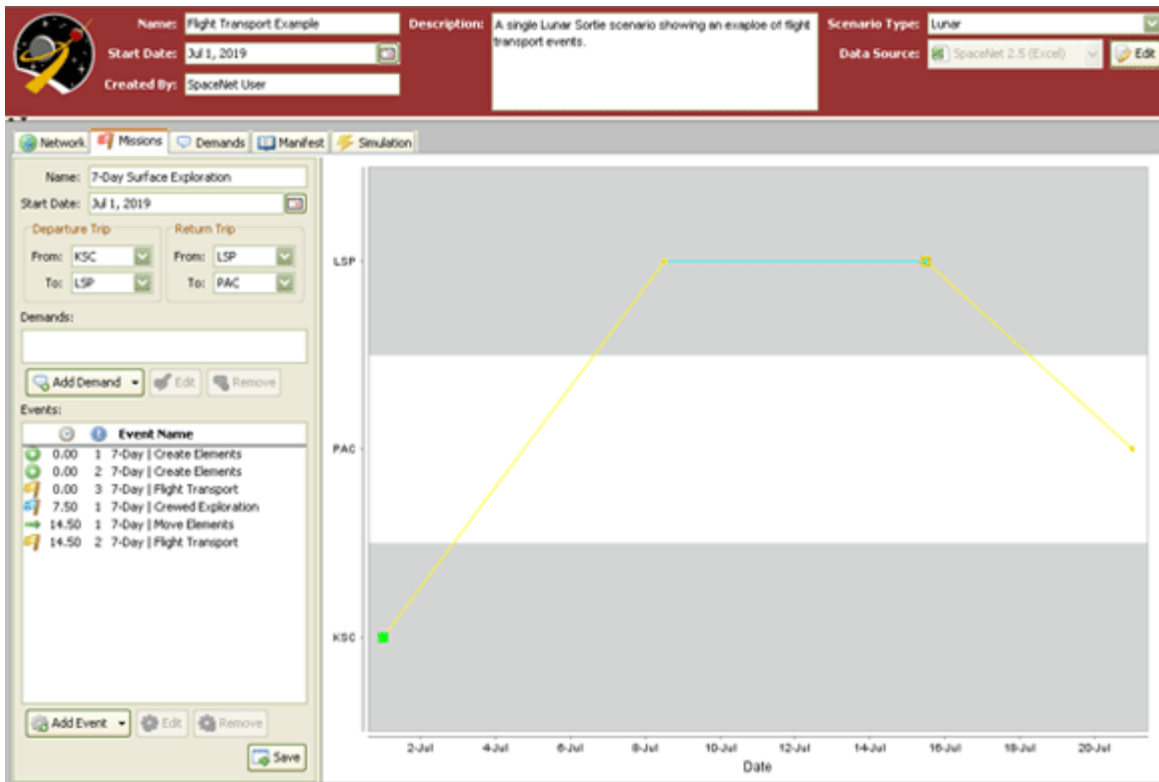 Name: Flight Transport Example
Start Date: Jul 1, 2019
Created By: SpaceNet User
Description: A single Lunar Sortie scenario showing an exaploe of flight
transport events.
Scenario Type: Lunar
Data Source: SpaceNet 2.5 (Excel) Edit
Network Missions Demands Manifest Simulation
Name: 7-Day Surface Exploration
Start Date: Jul 1, 2019
Departure Trip Return Trip
From: KSC From: LSP
To: LSP To: PAC
Demands:
Add Demand Edit Remove
Events:
Event Name
0.00 1 7-Day | Create Elements
0.00 2 7-Day | Create Elements
0.00 3 7-Day | Flight Transport
7.50 1 7-Day | Crewed Exploration
14.50 1 7-Day | Move Elements
14.50 2 7-Day | Flight Transport
Add Event Edit Remove
Save
LSP
PAC
KSC
2-Jul 4-Jul 6-Jul 8-Jul 10-Jul 12-Jul 14-Jul 16-Jul 18-Jul 20-Jul
Date